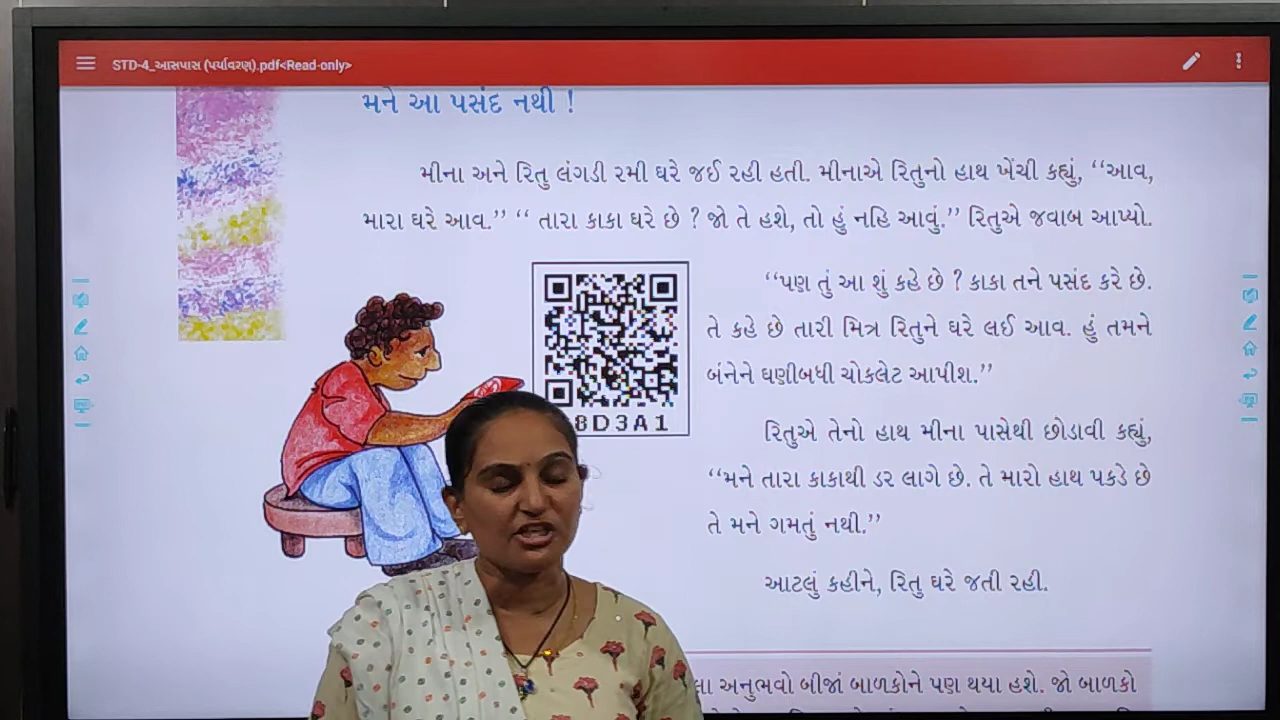 STD-4_આસપાસ (પર્યાવરણ).pdf<Read-only>
મને આ પસંદ નથી !
મીના અને રિતુ લંગડી રમી ઘરે જઈ રહી હતી. મીનાએ રિતુનો હાથ ખેંચી કહ્યું, ‘‘આવ,
મારા ઘરે આવ.’’ ‘‘ તારા કાકા ઘરે છે ? જો તે હશે, તો હું નહિ આવું.’’ રિતુએ જવાબ આપ્યો.
‘‘પણ તું આ શું કહે છે ? કાકા તને પસંદ કરે છે.
તે કહે છે તારી મિત્ર રિતુને ઘરે લઈ આવ. હું તમને
બંનેને ઘણીબધી ચોકલેટ આપીશ.’’
8D3A1
રિતુએ તેનો હાથ મીના પાસેથી છોડાવી કહ્યું,
‘‘મને તારા કાકાથી ડર લાગે છે. તે મારો હાથ પકડે છે
તે મને ગમતું નથી.’’
આટલું કહીને, રિતુ ઘરે જતી રહી.
અનુભવો બીજાં બાળકોને પણ થયા હશે. જો બાળકો